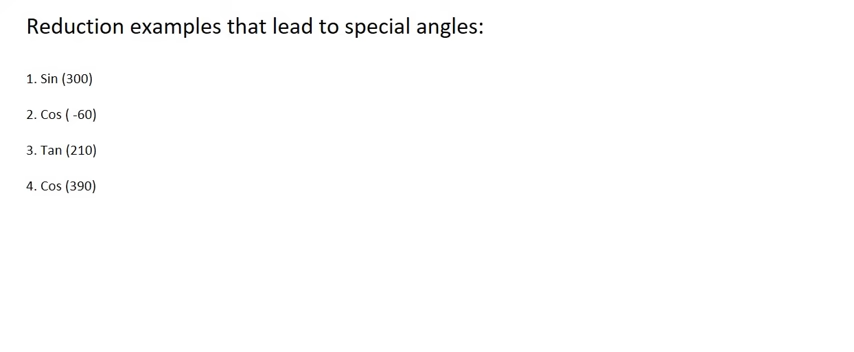 Reduction examples that lead to special angles:
1. Sin (300)
2. Cos ( -60)
3. Tan (210)
4. Cos (390)